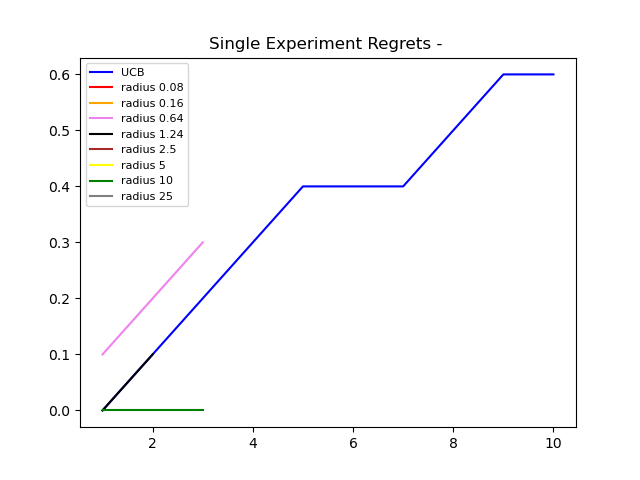 Single Experiment Regrets -
UCB
radius 0.08
radius 0.16
radius 0.64
radius 1.24
radius 2.5
radius 5
radius 10
radius 25
0.6
0.5
0.4
0.3
0.2
0.1
0.0
2 4 6 8 10